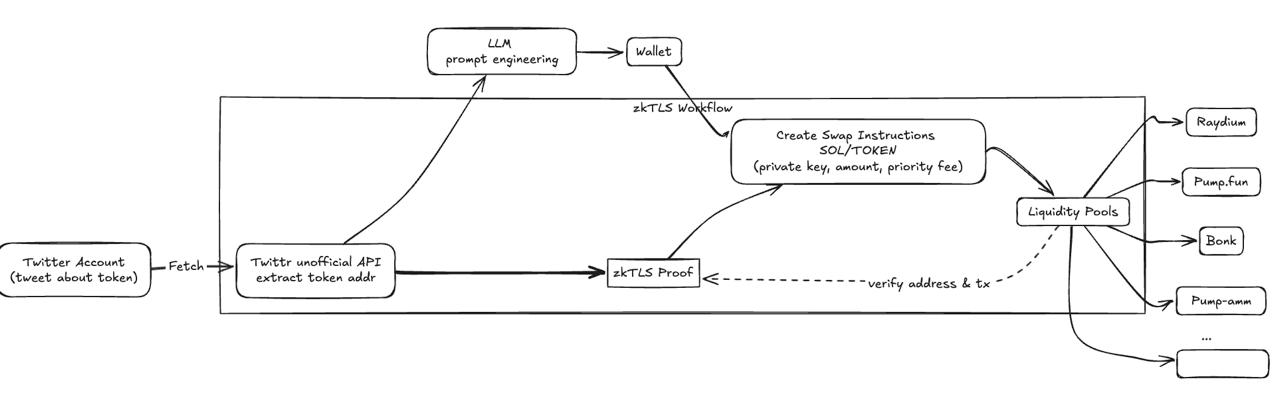 LLM
prompt engineering
Wallet
zkTLS Workflow
Create Swap Instructions
SOL/TOKEN
(private key, amount, priority fee)
Raydium
Pump.fun
Liquidity Pools
Bonk
Twitter Account
(tweet about token)
Fetch
Twittr unofficial API
extract token addr
zkTLS Proof
verify address & tx
Pump-amm
...